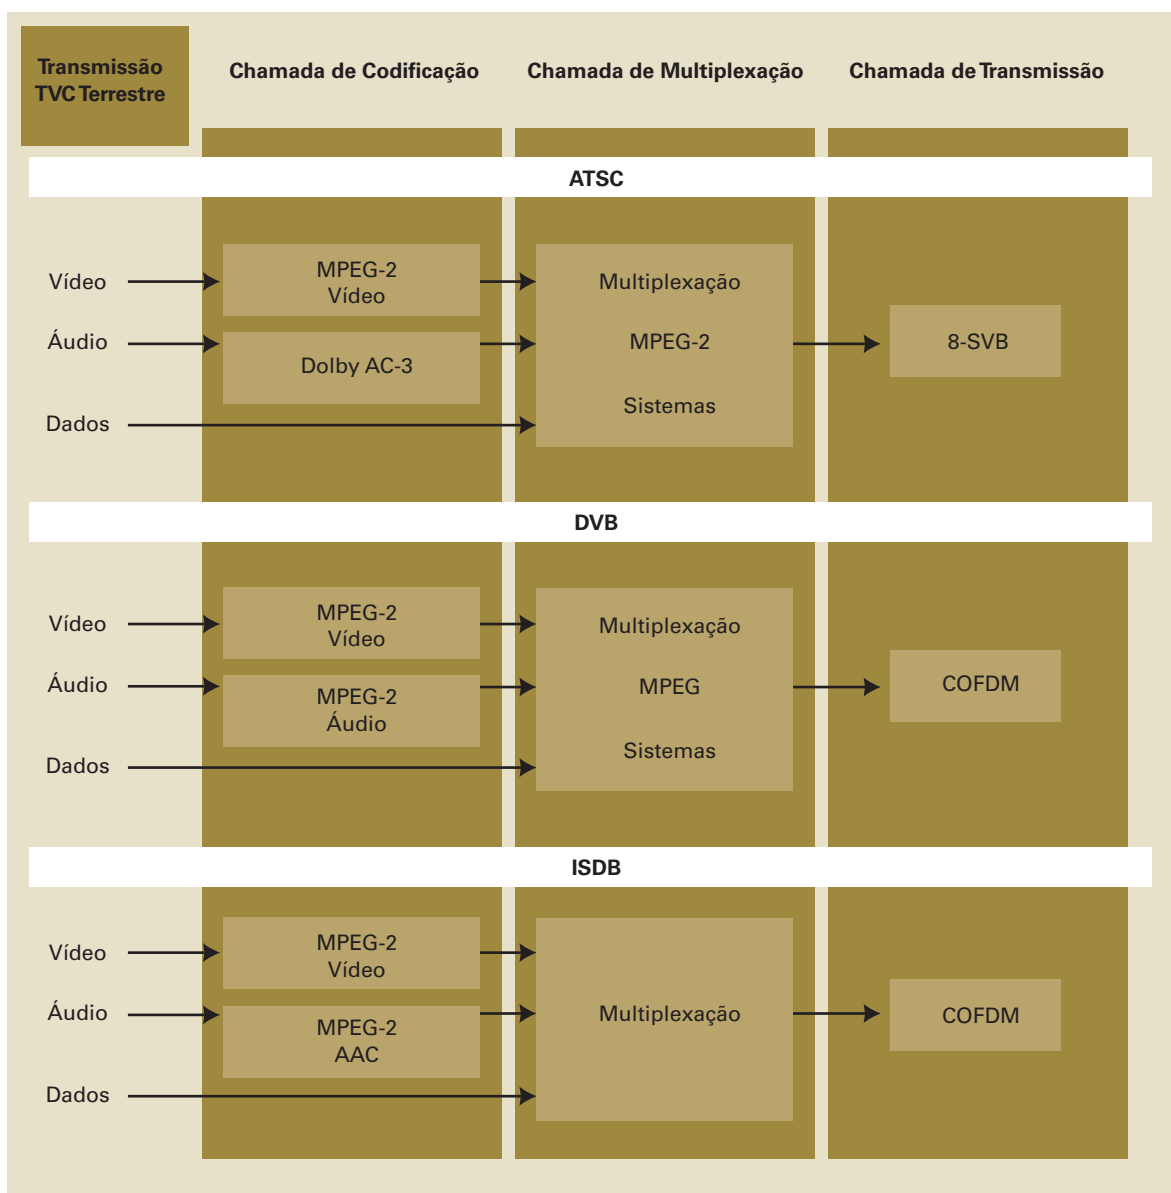 Transmissão
TVC Terrestre
Chamada de Codificação
Chamada de Multiplexação
Chamada de Transmissão
ATSC
Vídeo
MPEG-2
Vídeo
Multiplexação
Áudio
Dolby AC-3
MPEG-2
8-SVB
Sistemas
Dados
DVB
Vídeo
MPEG-2
Vídeo
Multiplexação
Áudio
MPEG-2
Áudio
MPEG
COFDM
Sistemas
Dados
ISDB
Vídeo
MPEG-2
Vídeo
Áudio
MPEG-2
AAC
Multiplexação
COFDM
Dados